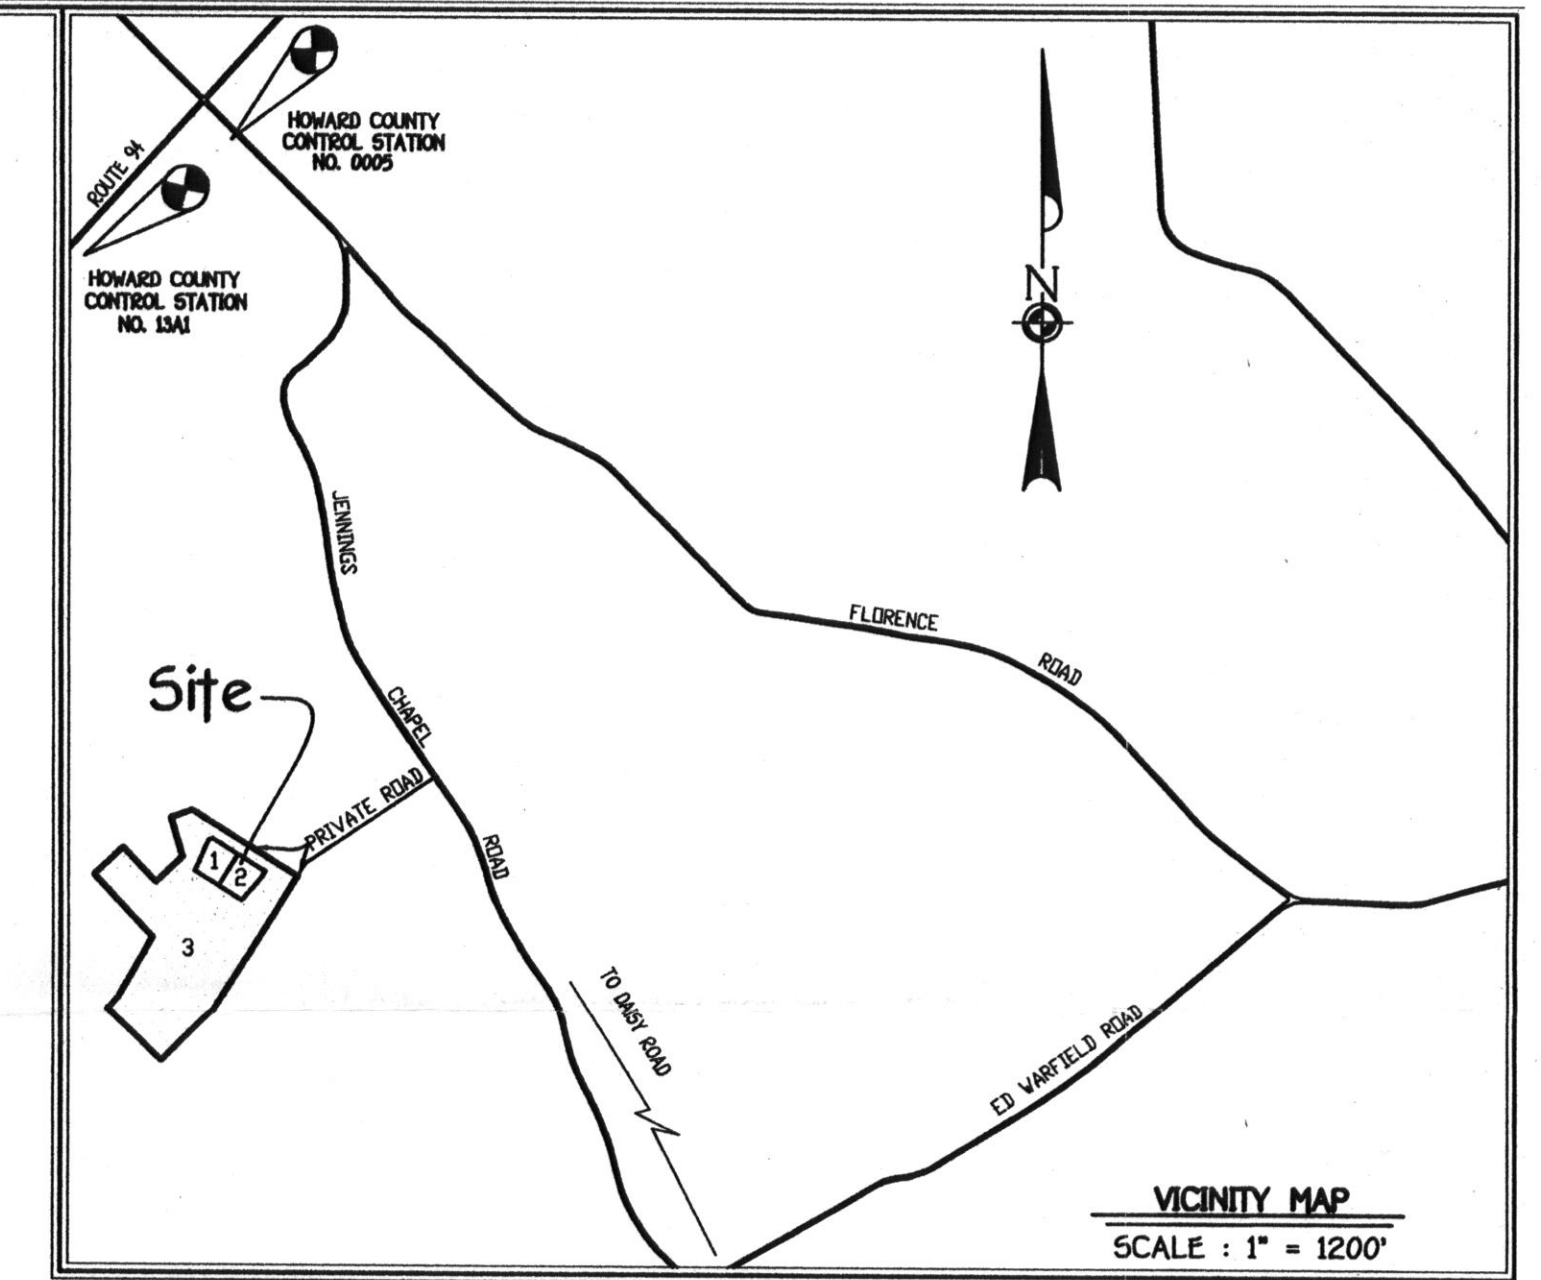 HOWARD COUNTY
CONTROL STATION
NO. 0005
ROUTE 94
HOWARD COUNTY
CONTROL STATION
NO. 13A1
N
JENNINGS
CHAPEL
ROAD
FLORENCE
ROAD
Site
PRIVATE ROAD
1
2
3
TO DAISY ROAD
ED WARFIELD ROAD
VICINITY MAP
SCALE : 1" = 1200'